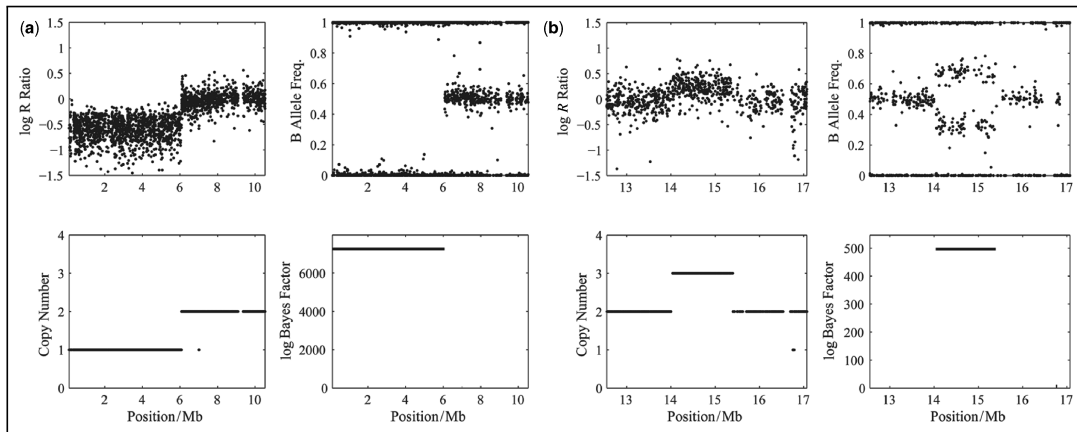 (a)
log R Ratio
1.5
1
0.5
0
−0.5
−1
−1.5
2 4 6 8 10
B Allele Freq.
1
0.8
0.6
0.4
0.2
0
2 4 6 8 10
(b)
log R Ratio
1.5
1
0.5
0
−0.5
−1
−1.5
13 14 15 16 17
B Allele Freq.
1
0.8
0.6
0.4
0.2
0
13 14 15 16 17
Copy Number
4
3
2
1
0
2 4 6 8 10
Position/Mb
log Bayes Factor
6000
4000
2000
0
2 4 6 8 10
Position/Mb
Copy Number
4
3
2
1
0
13 14 15 16 17
Position/Mb
log Bayes Factor
500
400
300
200
100
0
13 14 15 16 17
Position/Mb